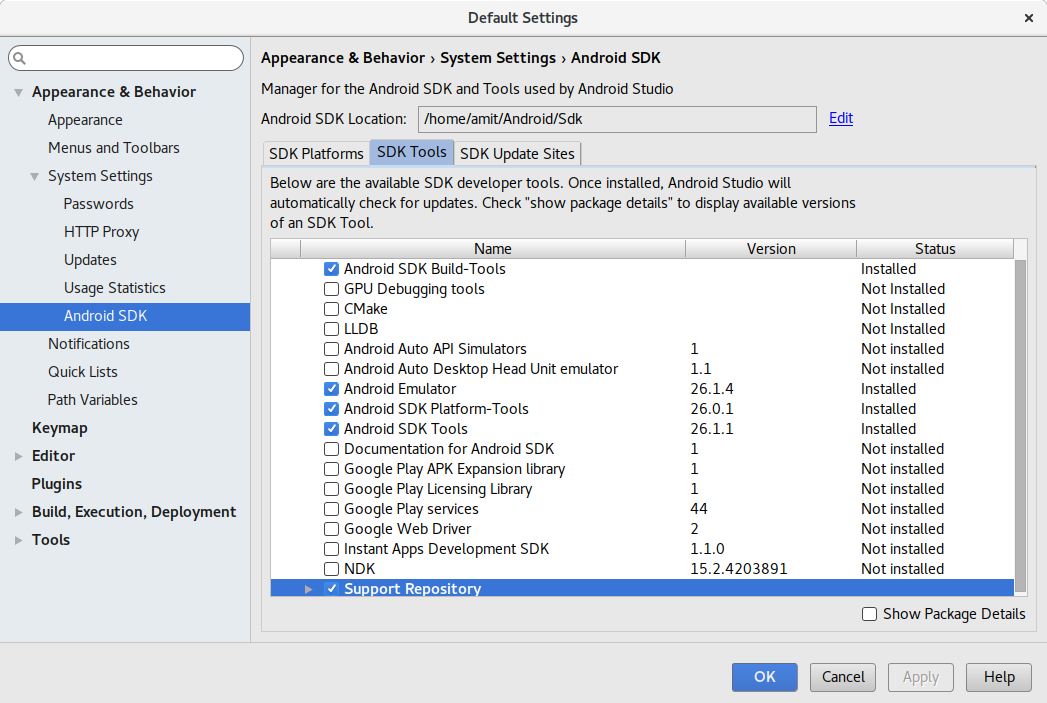 Default Settings
Appearance & Behavior
Appearance
Menus and Toolbars
System Settings
Passwords
HTTP Proxy
Updates
Usage Statistics
Android SDK
Notifications
Quick Lists
Path Variables
Keymap
Editor
Plugins
Build, Execution, Deployment
Tools
Appearance & Behavior › System Settings › Android SDK
Manager for the Android SDK and Tools used by Android Studio
Android SDK Location: /home/amit/Android/Sdk Edit
SDK Platforms SDK Tools SDK Update Sites
Below are the available SDK developer tools. Once installed, Android Studio will
automatically check for updates. Check "show package details" to display available versions
of an SDK Tool.
Name Version Status
Android SDK Build-Tools Installed
GPU Debugging tools Not Installed
CMake Not Installed
LLDB Not Installed
Android Auto API Simulators 1 Not installed
Android Auto Desktop Head Unit emulator 1.1 Not installed
Android Emulator 26.1.4 Installed
Android SDK Platform-Tools 26.0.1 Installed
Android SDK Tools 26.1.1 Installed
Documentation for Android SDK 1 Not installed
Google Play APK Expansion library 1 Not installed
Google Play Licensing Library 1 Not installed
Google Play services 44 Not installed
Google Web Driver 2 Not installed
Instant Apps Development SDK 1.1.0 Not installed
NDK 15.2.4203891 Not installed
Support Repository
Show Package Details
OK Cancel Apply Help